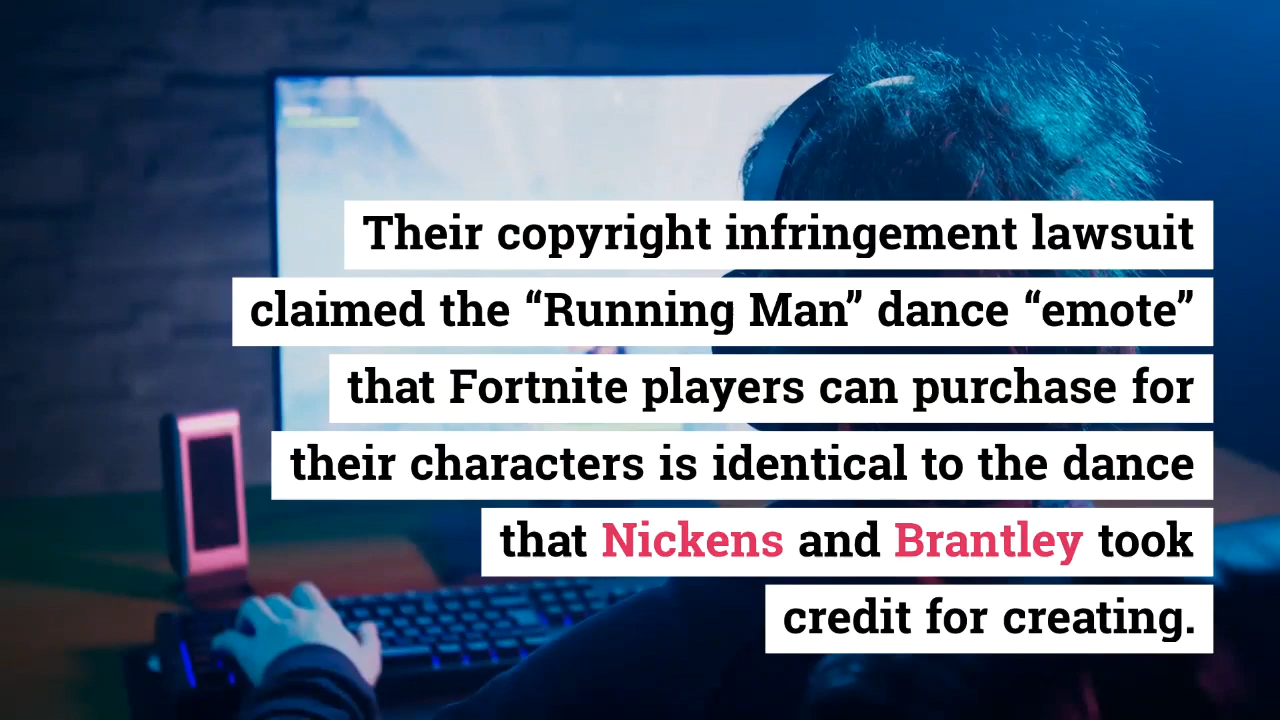 Their copyright infringement lawsuit
claimed the “Running Man” dance “emote”
that Fortnite players can purchase for
their characters is identical to the dance
that Nickens and Brantley took
credit for creating.